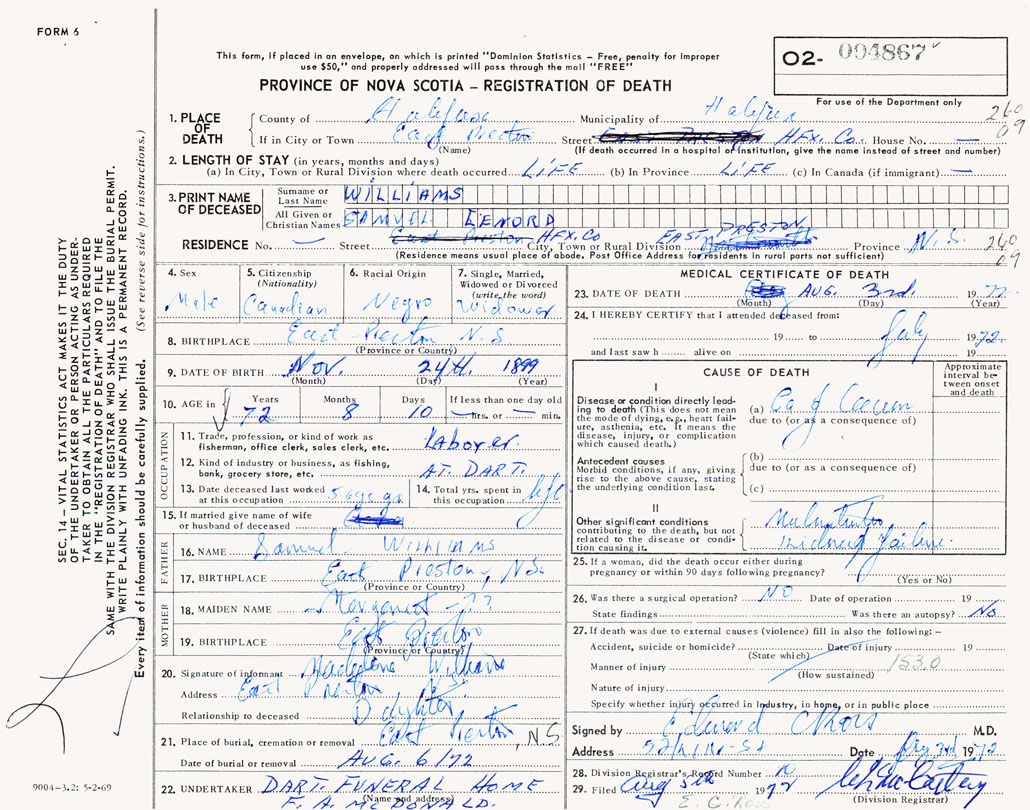 FORM 6
This form, if placed in an envelope, on which is printed "Dominion Statistics – Free, penalty for improper
use $50," and properly addressed will pass through the mail "FREE"
PROVINCE OF NOVA SCOTIA – REGISTRATION OF DEATH
O2- 004867
For use of the Department only
260
09
1. PLACE OF DEATH
County of Halifax Municipality of Halifax
If in City or Town East Preston Street HFX. Co. House No. —
(Name) (If death occurred in a hospital or institution, give the name instead of street and number)
2. LENGTH OF STAY (in years, months and days)
(a) In City, Town or Rural Division where death occurred LIFE (b) In Province LIFE (c) In Canada (if immigrant) —
3. PRINT NAME OF DECEASED
Surname or Last Name WILLIAMS
All Given or Christian Names SAMUEL LENORD
RESIDENCE No. — Street East Preston HFX. Co City, Town or Rural Division EAST PRESTON Province N.S. 260
09
(Residence means usual place of abode. Post Office Address for residents in rural parts not sufficient)
4. Sex Male
5. Citizenship (Nationality) Canadian
6. Racial Origin Negro
7. Single, Married, Widowed or Divorced (write the word) Widower
8. BIRTHPLACE East Preston N.S
(Province or Country)
9. DATE OF BIRTH NOV. 24TH. 1899
(Month) (Day) (Year)
10. AGE in Years 72 Months 8 Days 10 If less than one day old — hrs. or — min.
OCCUPATION
11. Trade, profession, or kind of work as fisherman, office clerk, sales clerk, etc. Laborer.
12. Kind of industry or business, as fishing, bank, grocery store, etc. AT. DART.
13. Date deceased last worked at this occupation 5
14. Total yrs. spent in this occupation life
15. If married give name of wife or husband of deceased
FATHER
16. NAME Samuel Williams
17. BIRTHPLACE East Preston, N.S.
(Province or Country)
MOTHER
18. MAIDEN NAME — Margaret — ??
19. BIRTHPLACE East Preston
(Province or Country)
20. Signature of informant Williams
Address East Preston N.S.
Relationship to deceased Daughter
21. Place of burial, cremation or removal East Preston, N.S.
Date of burial or removal AUG. 6/72
22. UNDERTAKER DART. FUNERAL HOME
(Name and address)
F. A. MCDONALD.
MEDICAL CERTIFICATE OF DEATH
23. DATE OF DEATH AUG. 3rd. 1972
(Month) (Day) (Year)
24. I HEREBY CERTIFY that I attended deceased from:
19 to July 1972.
and last saw h alive on 19
CAUSE OF DEATH
Approximate interval between onset and death
I
Disease or condition directly leading to death (This does not mean the mode of dying, e.g., heart failure, asthenia, etc. It means the disease, injury, or complication which caused death.)
(a) Ca of Cecum
due to (or as a consequence of)
Antecedent causes
Morbid conditions, if any, giving rise to the above cause, stating the underlying condition last.
(b)
due to (or as a consequence of)
(c)
II
Other significant conditions contributing to the death, but not related to the disease or condition causing it.
Malnutrition
Kidney Failure
25. If a woman, did the death occur either during pregnancy or within 90 days following pregnancy?
(Yes or No)
26. Was there a surgical operation? NO Date of operation 19
State findings Was there an autopsy? No.
27. If death was due to external causes (violence) fill in also the following: –
Accident, suicide or homicide? Date of injury 19
(State which)
Manner of injury 153.0
(How sustained)
Nature of injury
Specify whether injury occurred in industry, in home, or in public place
Signed by Edward Ross M.D.
Address Date Aug 3rd 1972
28. Division Registrar's Record Number 10
29. Filed Aug 5th 1972
(Division Registrar)
E. C. Ross
SEC. 14 – VITAL STATISTICS ACT MAKES IT THE DUTY
OF THE UNDERTAKER OR PERSON ACTING AS UNDER-
TAKER TO OBTAIN ALL THE PARTICULARS REQUIRED
IN THE "REGISTRATION OF DEATH" AND TO FILE THE
SAME WITH THE DIVISION REGISTRAR WHO SHALL ISSUE THE BURIAL PERMIT.
WRITE PLAINLY WITH UNFADING INK. THIS IS A PERMANENT RECORD.
Every item of information should be carefully supplied. (See reverse side for instructions.)
9004-3.2: 5-2-69